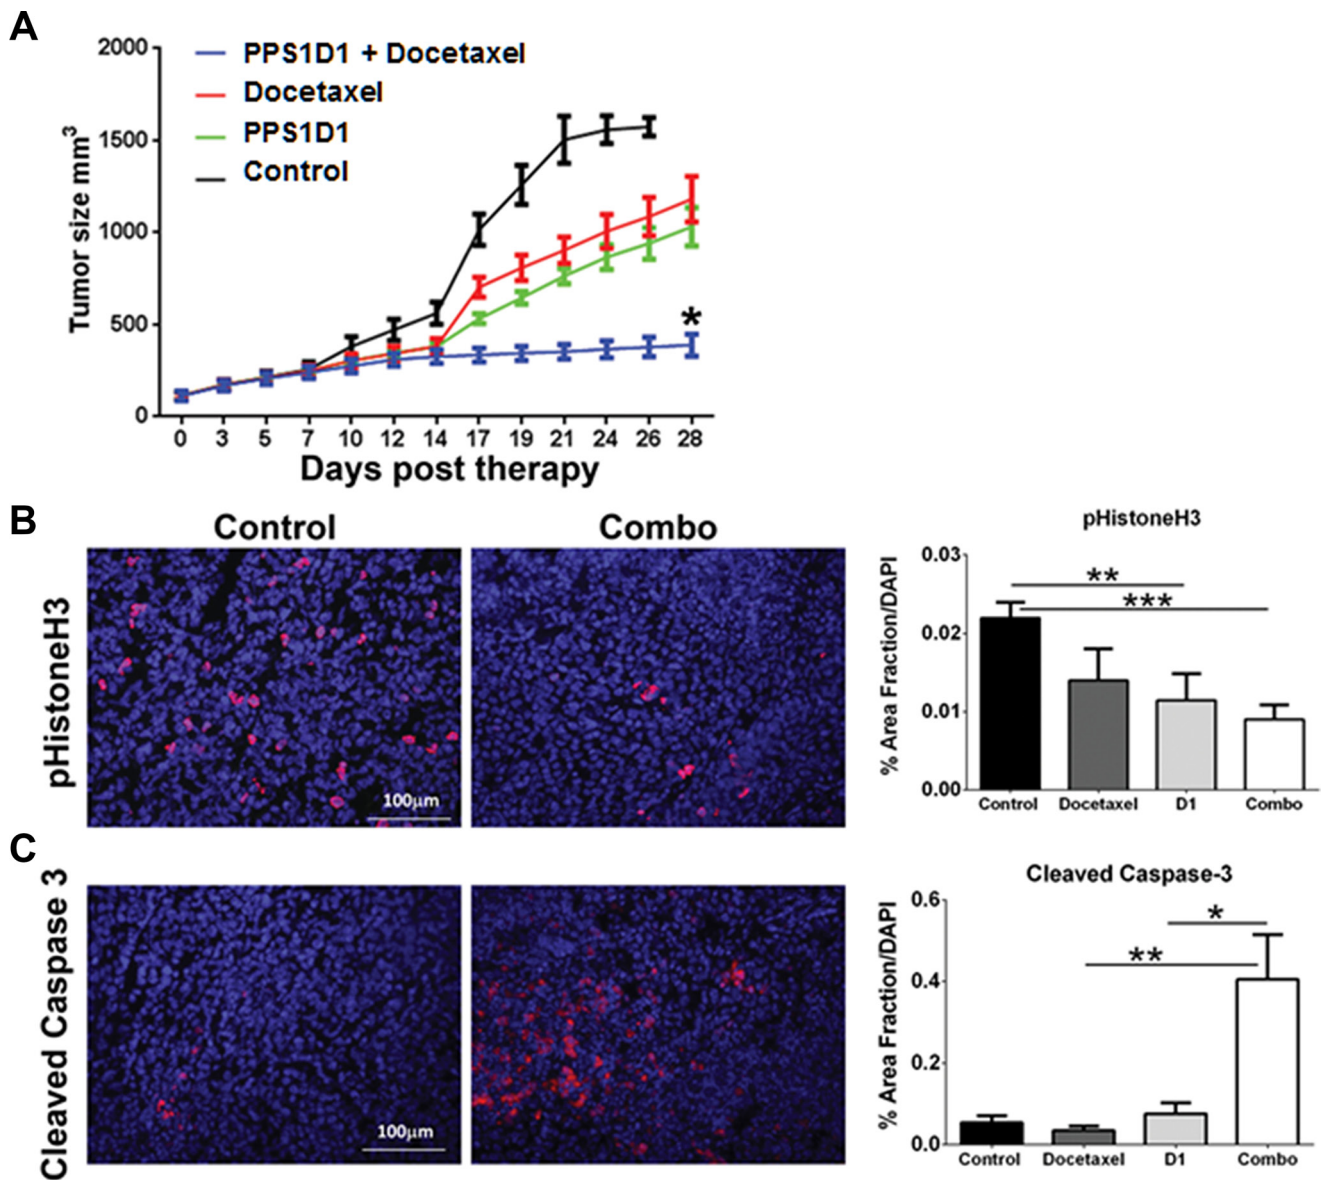 A
2000
1500
1000
500
0
Tumor size mm³
PPS1D1 + Docetaxel
Docetaxel
PPS1D1
Control
*
0 3 5 7 10 12 14 17 19 21 24 26 28
Days post therapy
B
Control
Combo
pHistoneH3
100μm
pHistoneH3
% Area Fraction/DAPI
0.03
0.02
0.01
0.00
**
***
Control Docetaxel D1 Combo
C
Cleaved Caspase 3
100μm
Cleaved Caspase-3
% Area Fraction/DAPI
0.6
0.4
0.2
0.0
*
**
Control Docetaxel D1 Combo